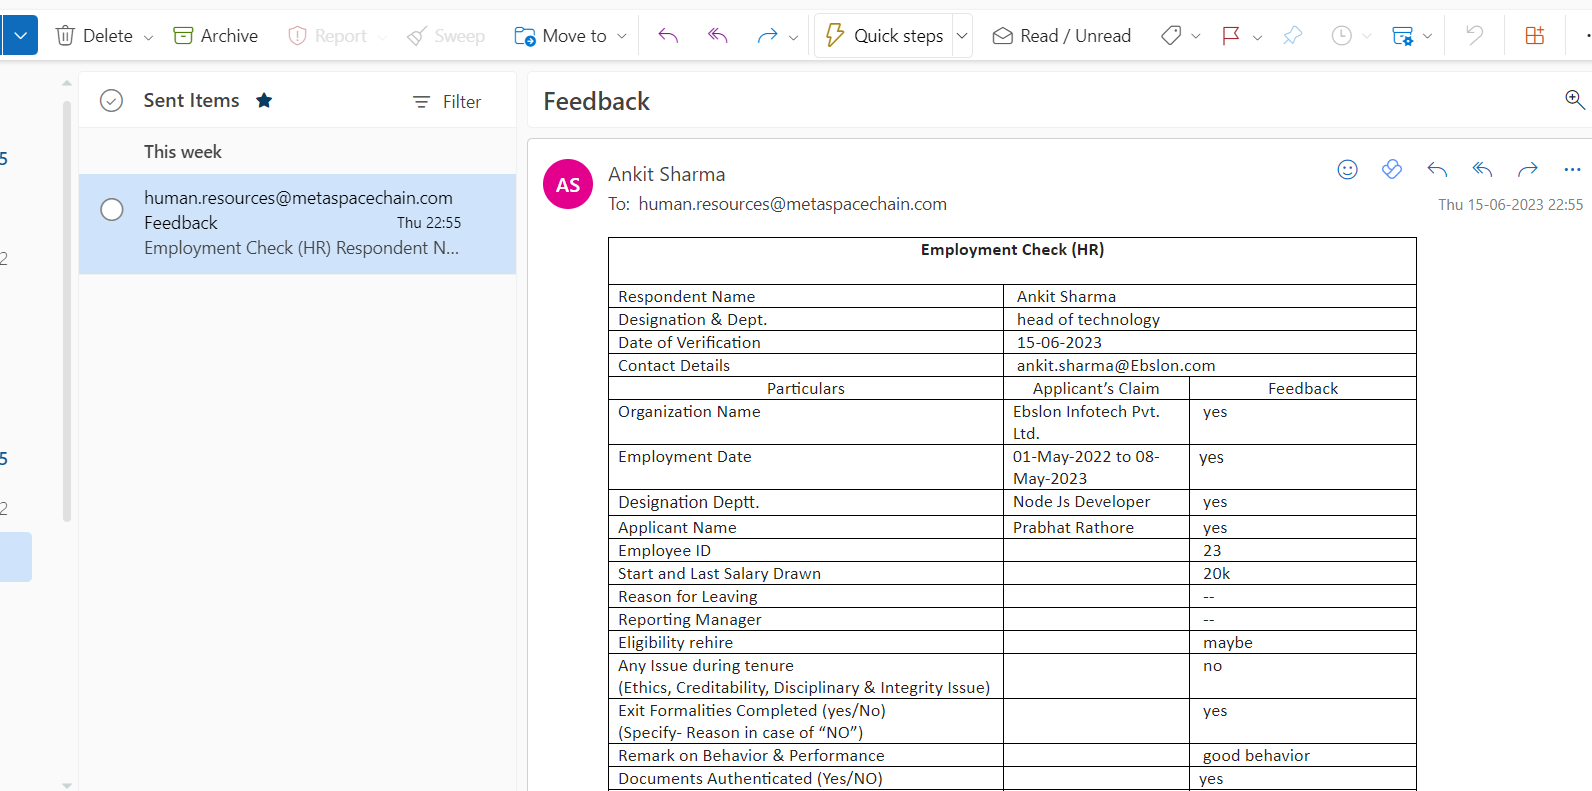 Delete
Archive
Report
Sweep
Move to
Quick steps
Read / Unread
5
2
5
2
Sent Items
Filter
This week
human.resources@metaspacechain.com
Feedback Thu 22:55
Employment Check (HR) Respondent N...
Feedback
AS
Ankit Sharma
To: human.resources@metaspacechain.com
Thu 15-06-2023 22:55
Employment Check (HR)
Respondent Name Ankit Sharma
Designation & Dept. head of technology
Date of Verification 15-06-2023
Contact Details ankit.sharma@Ebslon.com
Particulars Applicant’s Claim Feedback
Organization Name Ebslon Infotech Pvt. yes
Ltd.
Employment Date 01-May-2022 to 08- yes
May-2023
Designation Deptt. Node Js Developer yes
Applicant Name Prabhat Rathore yes
Employee ID 23
Start and Last Salary Drawn 20k
Reason for Leaving --
Reporting Manager --
Eligibility rehire maybe
Any Issue during tenure no
(Ethics, Creditability, Disciplinary & Integrity Issue)
Exit Formalities Completed (yes/No) yes
(Specify- Reason in case of “NO”)
Remark on Behavior & Performance good behavior
Documents Authenticated (Yes/NO) yes